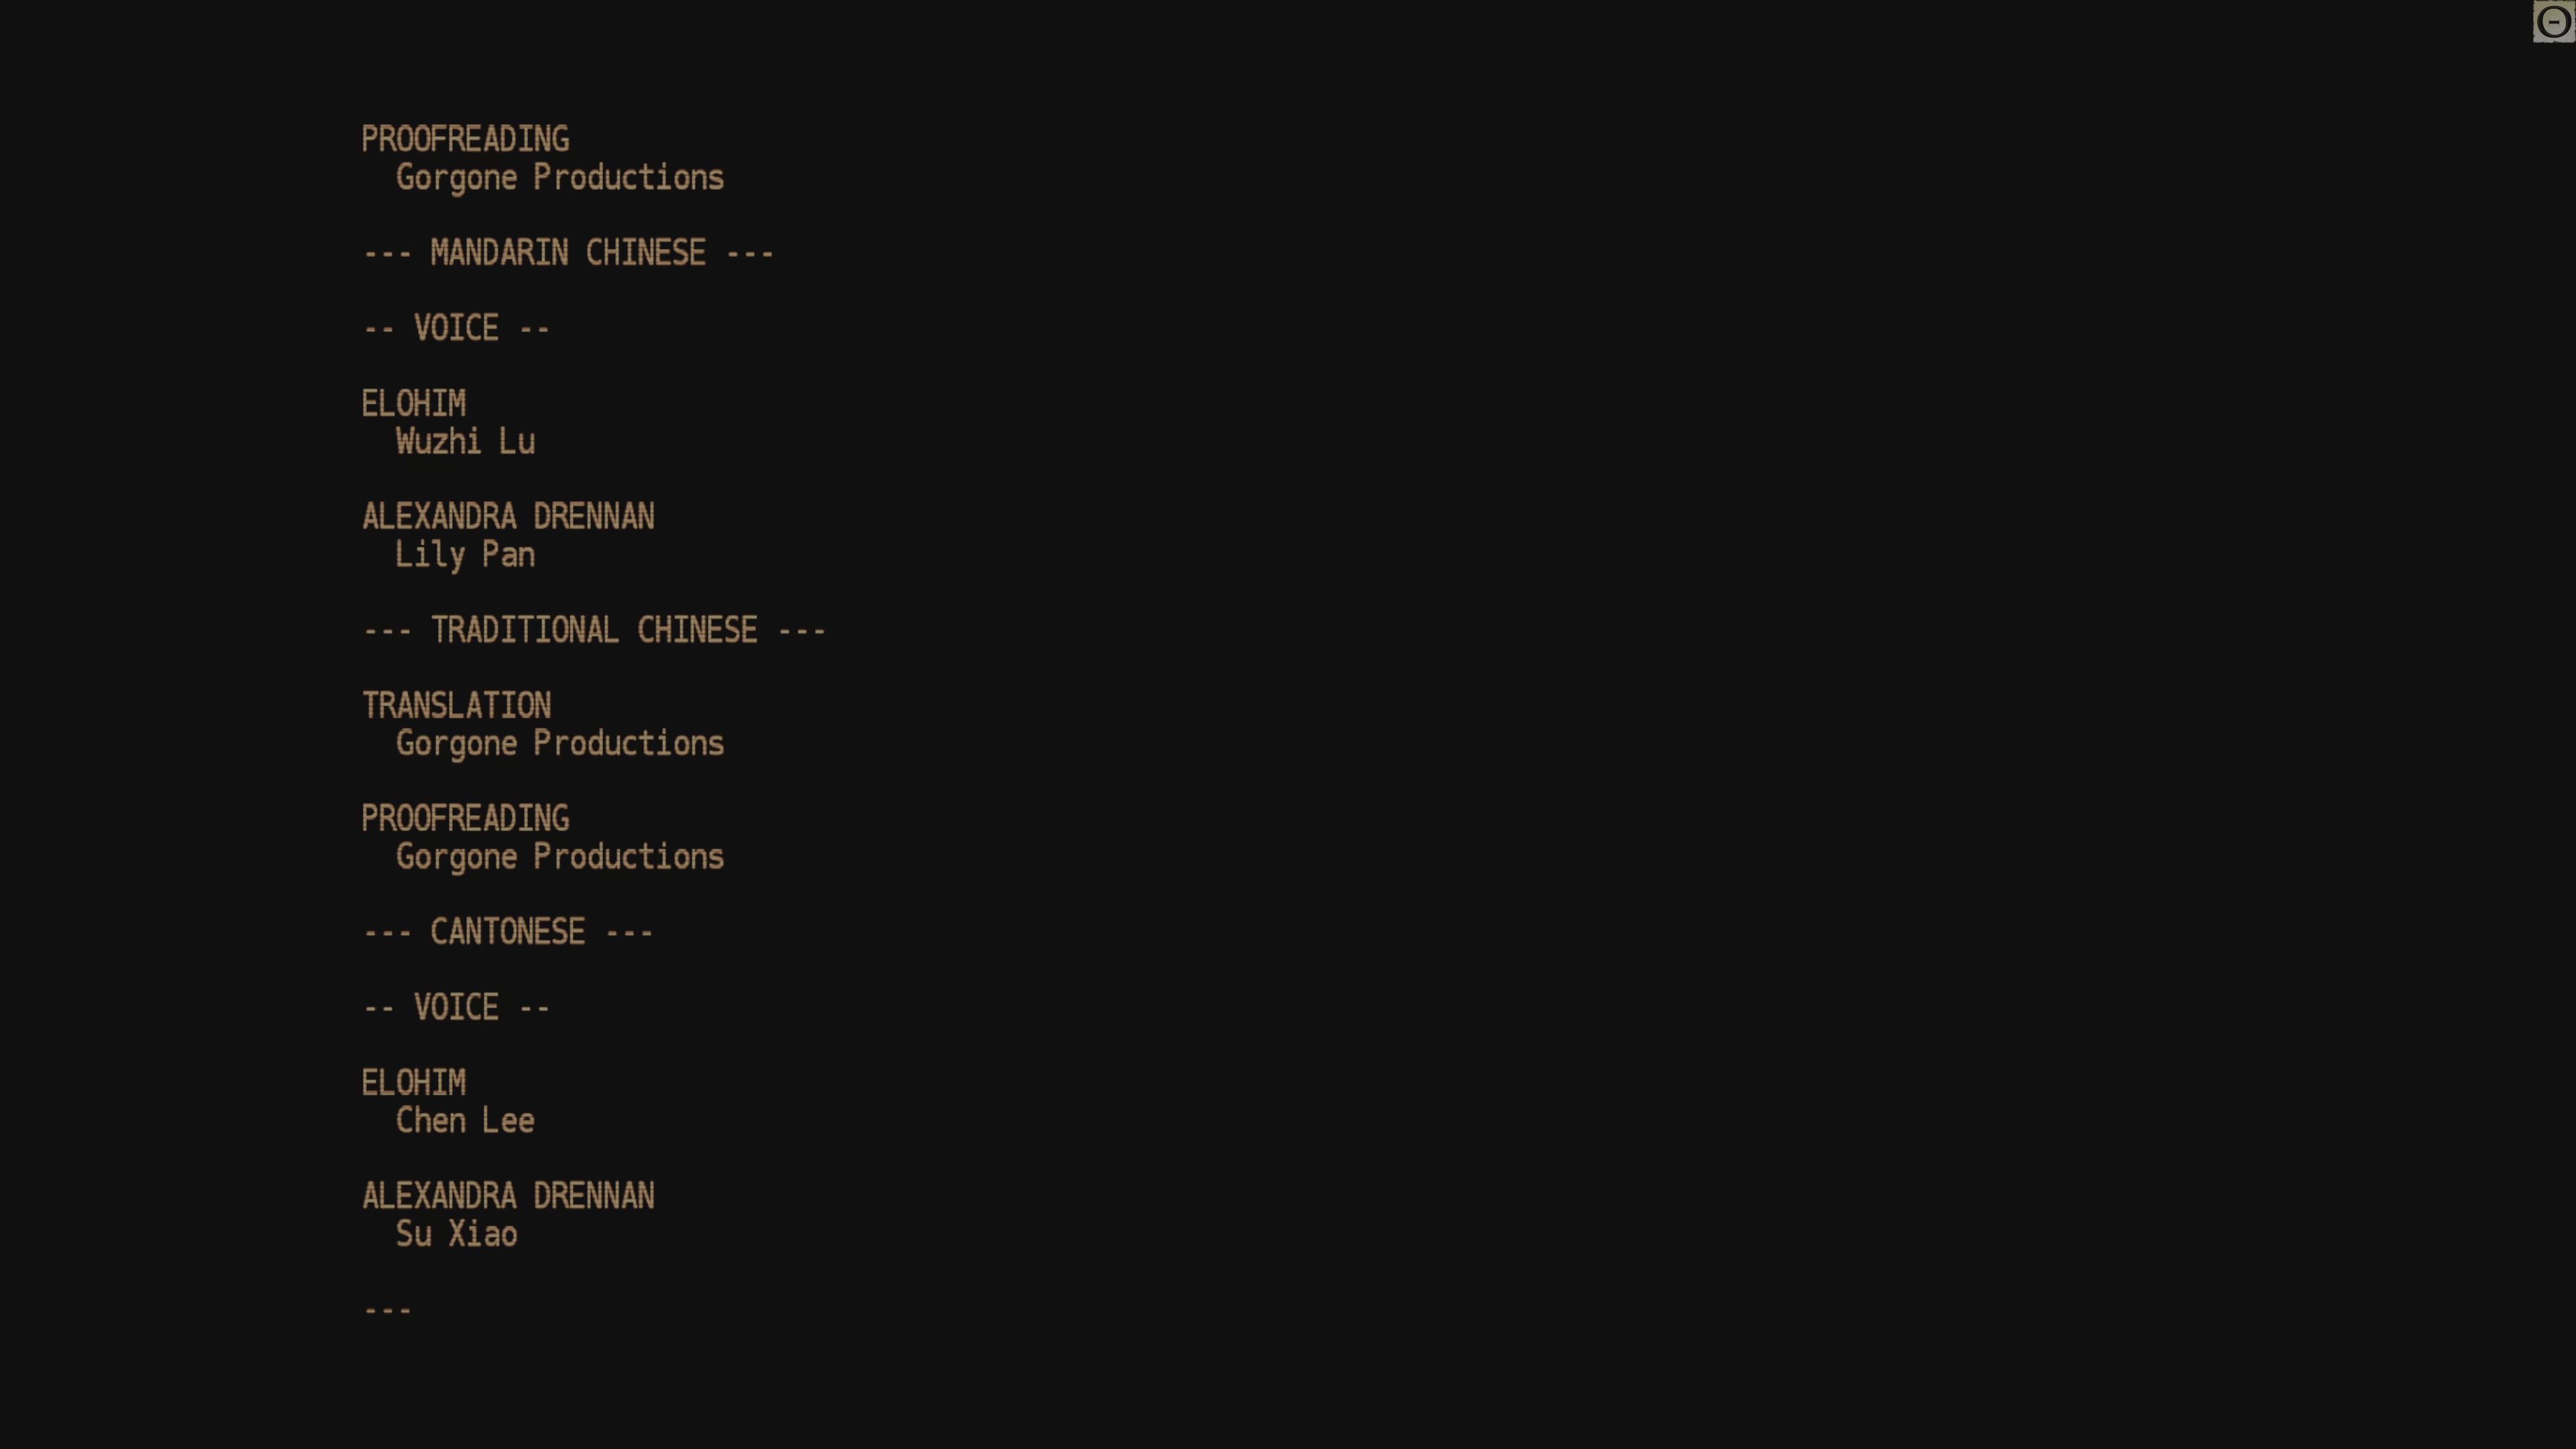 PROOFREADING
Gorgone Productions
--- MANDARIN CHINESE ---
-- VOICE --
ELOHIM
Wuzhi Lu
ALEXANDRA DRENNAN
Lily Pan
--- TRADITIONAL CHINESE ---
TRANSLATION
Gorgone Productions
PROOFREADING
Gorgone Productions
--- CANTONESE ---
-- VOICE --
ELOHIM
Chen Lee
ALEXANDRA DRENNAN
Su Xiao
---